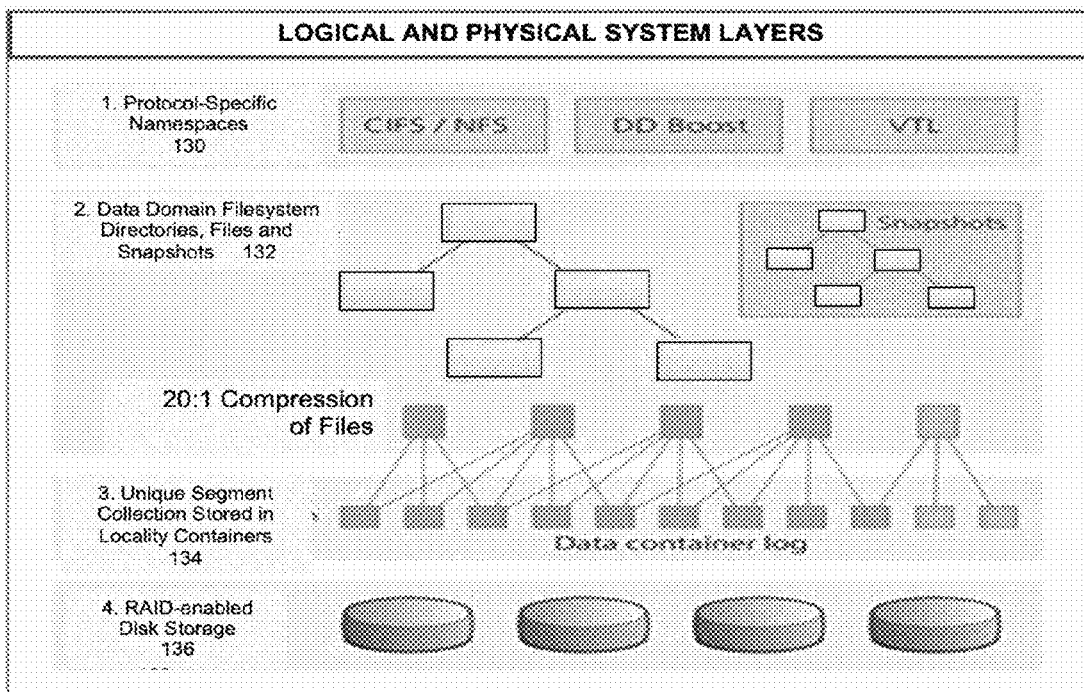 LOGICAL AND PHYSICAL SYSTEM LAYERS
1. Protocol-Specific
Namespaces
130
CIFS / NFS
DD Boost
VTL
2. Data Domain Filesystem
Directories, Files and
Snapshots 132
Snapshots
20:1 Compression
of Files
3. Unique Segment
Collection Stored in
Locality Containers
134
Data container log
4. RAID-enabled
Disk Storage
136